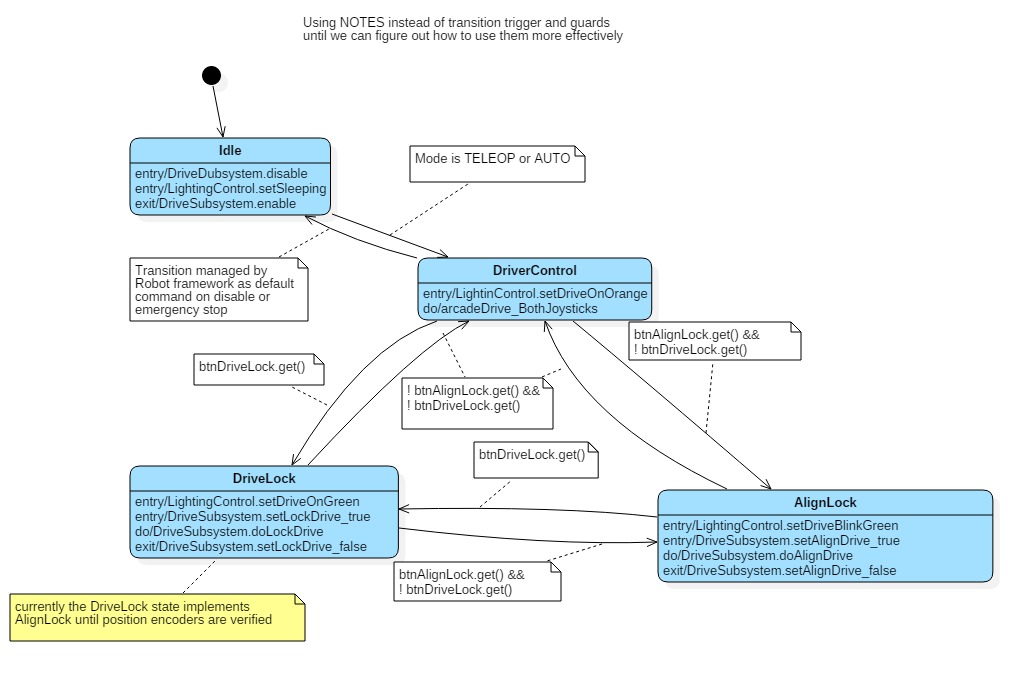 Using NOTES instead of transition trigger and guards
until we can figure out how to use them more effectively
Idle
entry/DriveDubsystem.disable
entry/LightingControl.setSleeping
exit/DriveSubsystem.enable
Mode is TELEOP or AUTO
Transition managed by
Robot framework as default
command on disable or
emergency stop
DriverControl
entry/LightinControl.setDriveOnOrange
do/arcadeDrive_BothJoysticks
btnAlignLock.get() &&
! btnDriveLock.get()
btnDriveLock.get()
! btnAlignLock.get() &&
! btnDriveLock.get()
btnDriveLock.get()
DriveLock
entry/LightingControl.setDriveOnGreen
entry/DriveSubsystem.setLockDrive_true
do/DriveSubsystem.doLockDrive
exit/DriveSubsystem.setLockDrive_false
AlignLock
entry/LightingControl.setDriveBlinkGreen
entry/DriveSubsystem.setAlignDrive_true
do/DriveSubsystem.doAlignDrive
exit/DriveSubsystem.setAlignDrive_false
btnAlignLock.get() &&
! btnDriveLock.get()
currently the DriveLock state implements
AlignLock until position encoders are verified